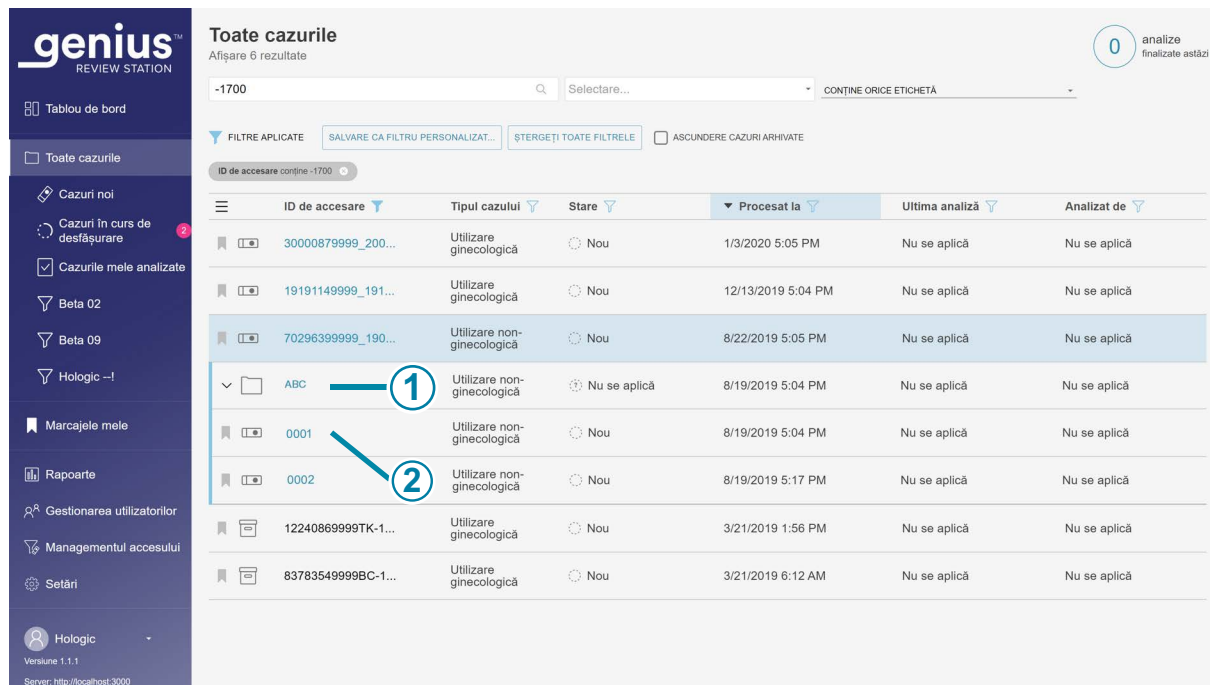 genius™
REVIEW STATION
Tablou de bord
Toate cazurile
Cazuri noi
Cazuri în curs de
desfășurare
2
Cazurile mele analizate
Beta 02
Beta 09
Hologic --!
Marcajele mele
Rapoarte
Gestionarea utilizatorilor
Managementul accesului
Setări
Hologic
Versiune 1.1.1
Server: http://localhost:3000
Toate cazurile
Afișare 6 rezultate
0 analize
finalizate astăzi
-1700 Selectare... CONȚINE ORICE ETICHETĂ
FILTRE APLICATE SALVARE CA FILTRU PERSONALIZAT... ȘTERGEȚI TOATE FILTRELE ASCUNDERE CAZURI ARHIVATE
ID de accesare conține -1700
ID de accesare Tipul cazului Stare Procesat la Ultima analiză Analizat de
30000879999_200... Utilizare ginecologică Nou 1/3/2020 5:05 PM Nu se aplică Nu se aplică
19191149999_191... Utilizare ginecologică Nou 12/13/2019 5:04 PM Nu se aplică Nu se aplică
70296399999_190... Utilizare non-ginecologică Nou 8/22/2019 5:05 PM Nu se aplică Nu se aplică
ABC 1 Utilizare non-ginecologică Nu se aplică 8/19/2019 5:04 PM Nu se aplică Nu se aplică
0001 Utilizare non-ginecologică Nou 8/19/2019 5:04 PM Nu se aplică Nu se aplică
0002 2 Utilizare non-ginecologică Nou 8/19/2019 5:17 PM Nu se aplică Nu se aplică
12240869999TK-1... Utilizare ginecologică Nou 3/21/2019 1:56 PM Nu se aplică Nu se aplică
83783549999BC-1... Utilizare ginecologică Nou 3/21/2019 6:12 AM Nu se aplică Nu se aplică